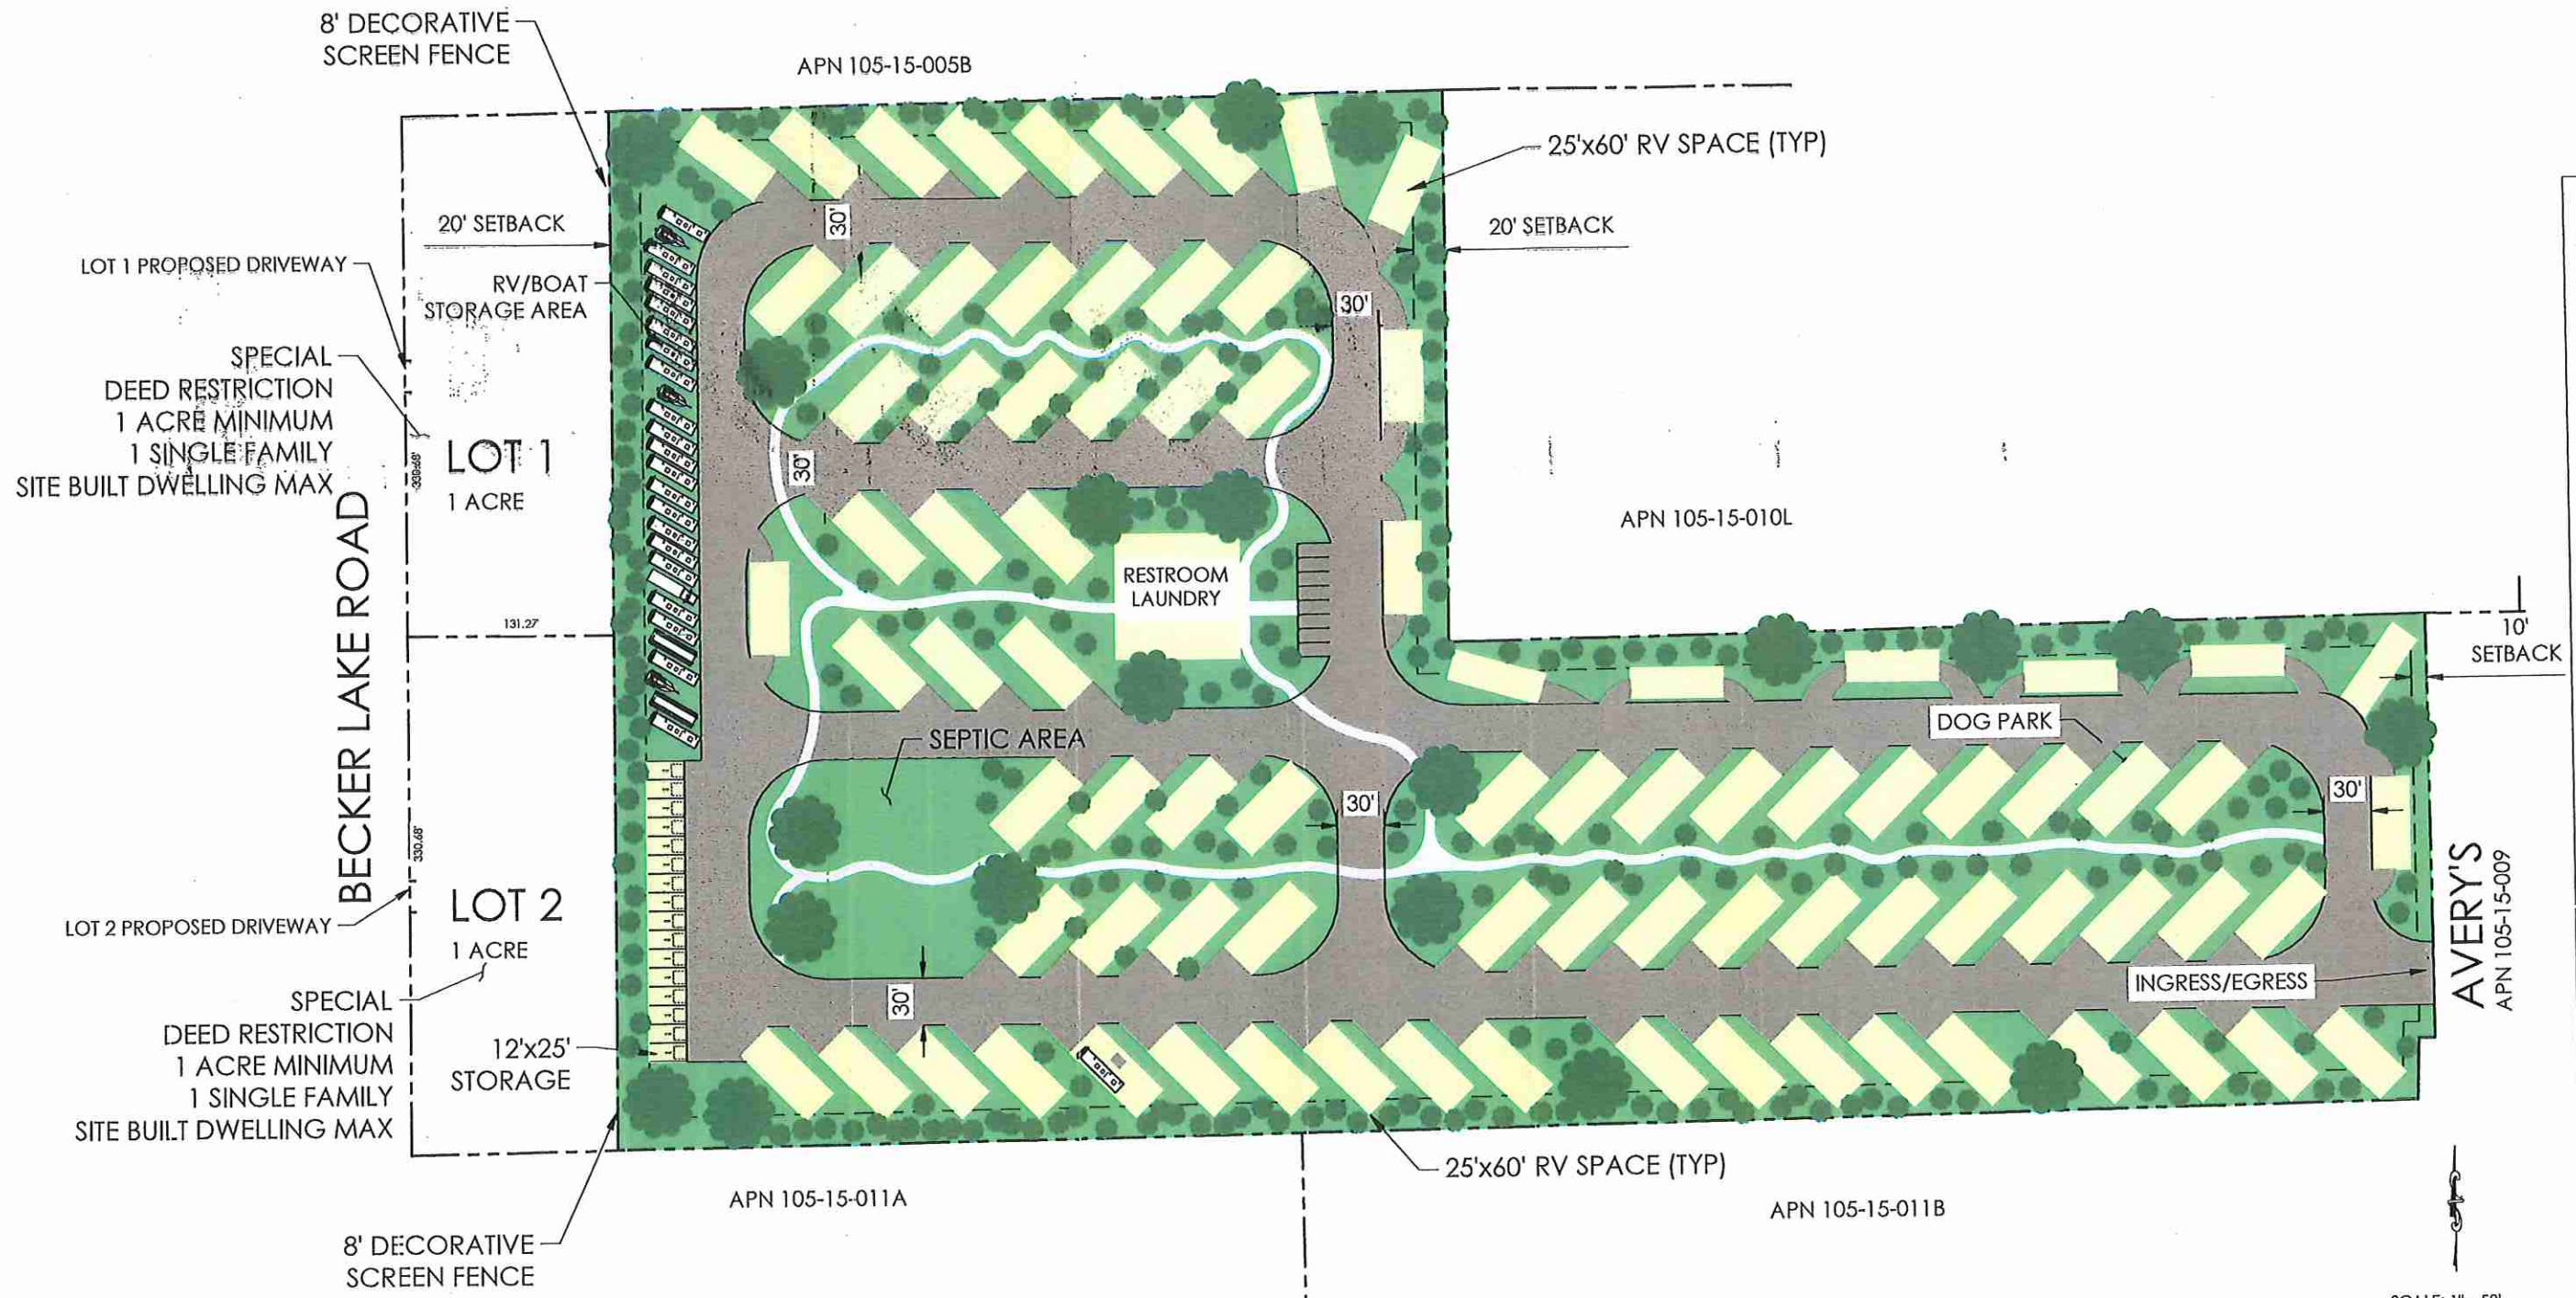 8' DECORATIVE
SCREEN FENCE
APN 105-15-005B
25'x60' RV SPACE (TYP)
20' SETBACK
20' SETBACK
LOT 1 PROPOSED DRIVEWAY
RV/BOAT
STORAGE AREA
30'
30'
SPECIAL
DEED RESTRICTION
1 ACRE MINIMUM
1 SINGLE FAMILY
SITE BUILT DWELLING MAX
LOT 1
1 ACRE
30'
APN 105-15-010L
BECKER LAKE ROAD
RESTROOM
LAUNDRY
131.27'
10'
SETBACK
DOG PARK
SEPTIC AREA
30'
30'
330.68'
AVERY'S
APN 105-15-009
LOT 2 PROPOSED DRIVEWAY
LOT 2
1 ACRE
INGRESS/EGRESS
30'
SPECIAL
DEED RESTRICTION
1 ACRE MINIMUM
1 SINGLE FAMILY
SITE BUILT DWELLING MAX
12'x25'
STORAGE
25'x60' RV SPACE (TYP)
APN 105-15-011A
APN 105-15-011B
8' DECORATIVE
SCREEN FENCE